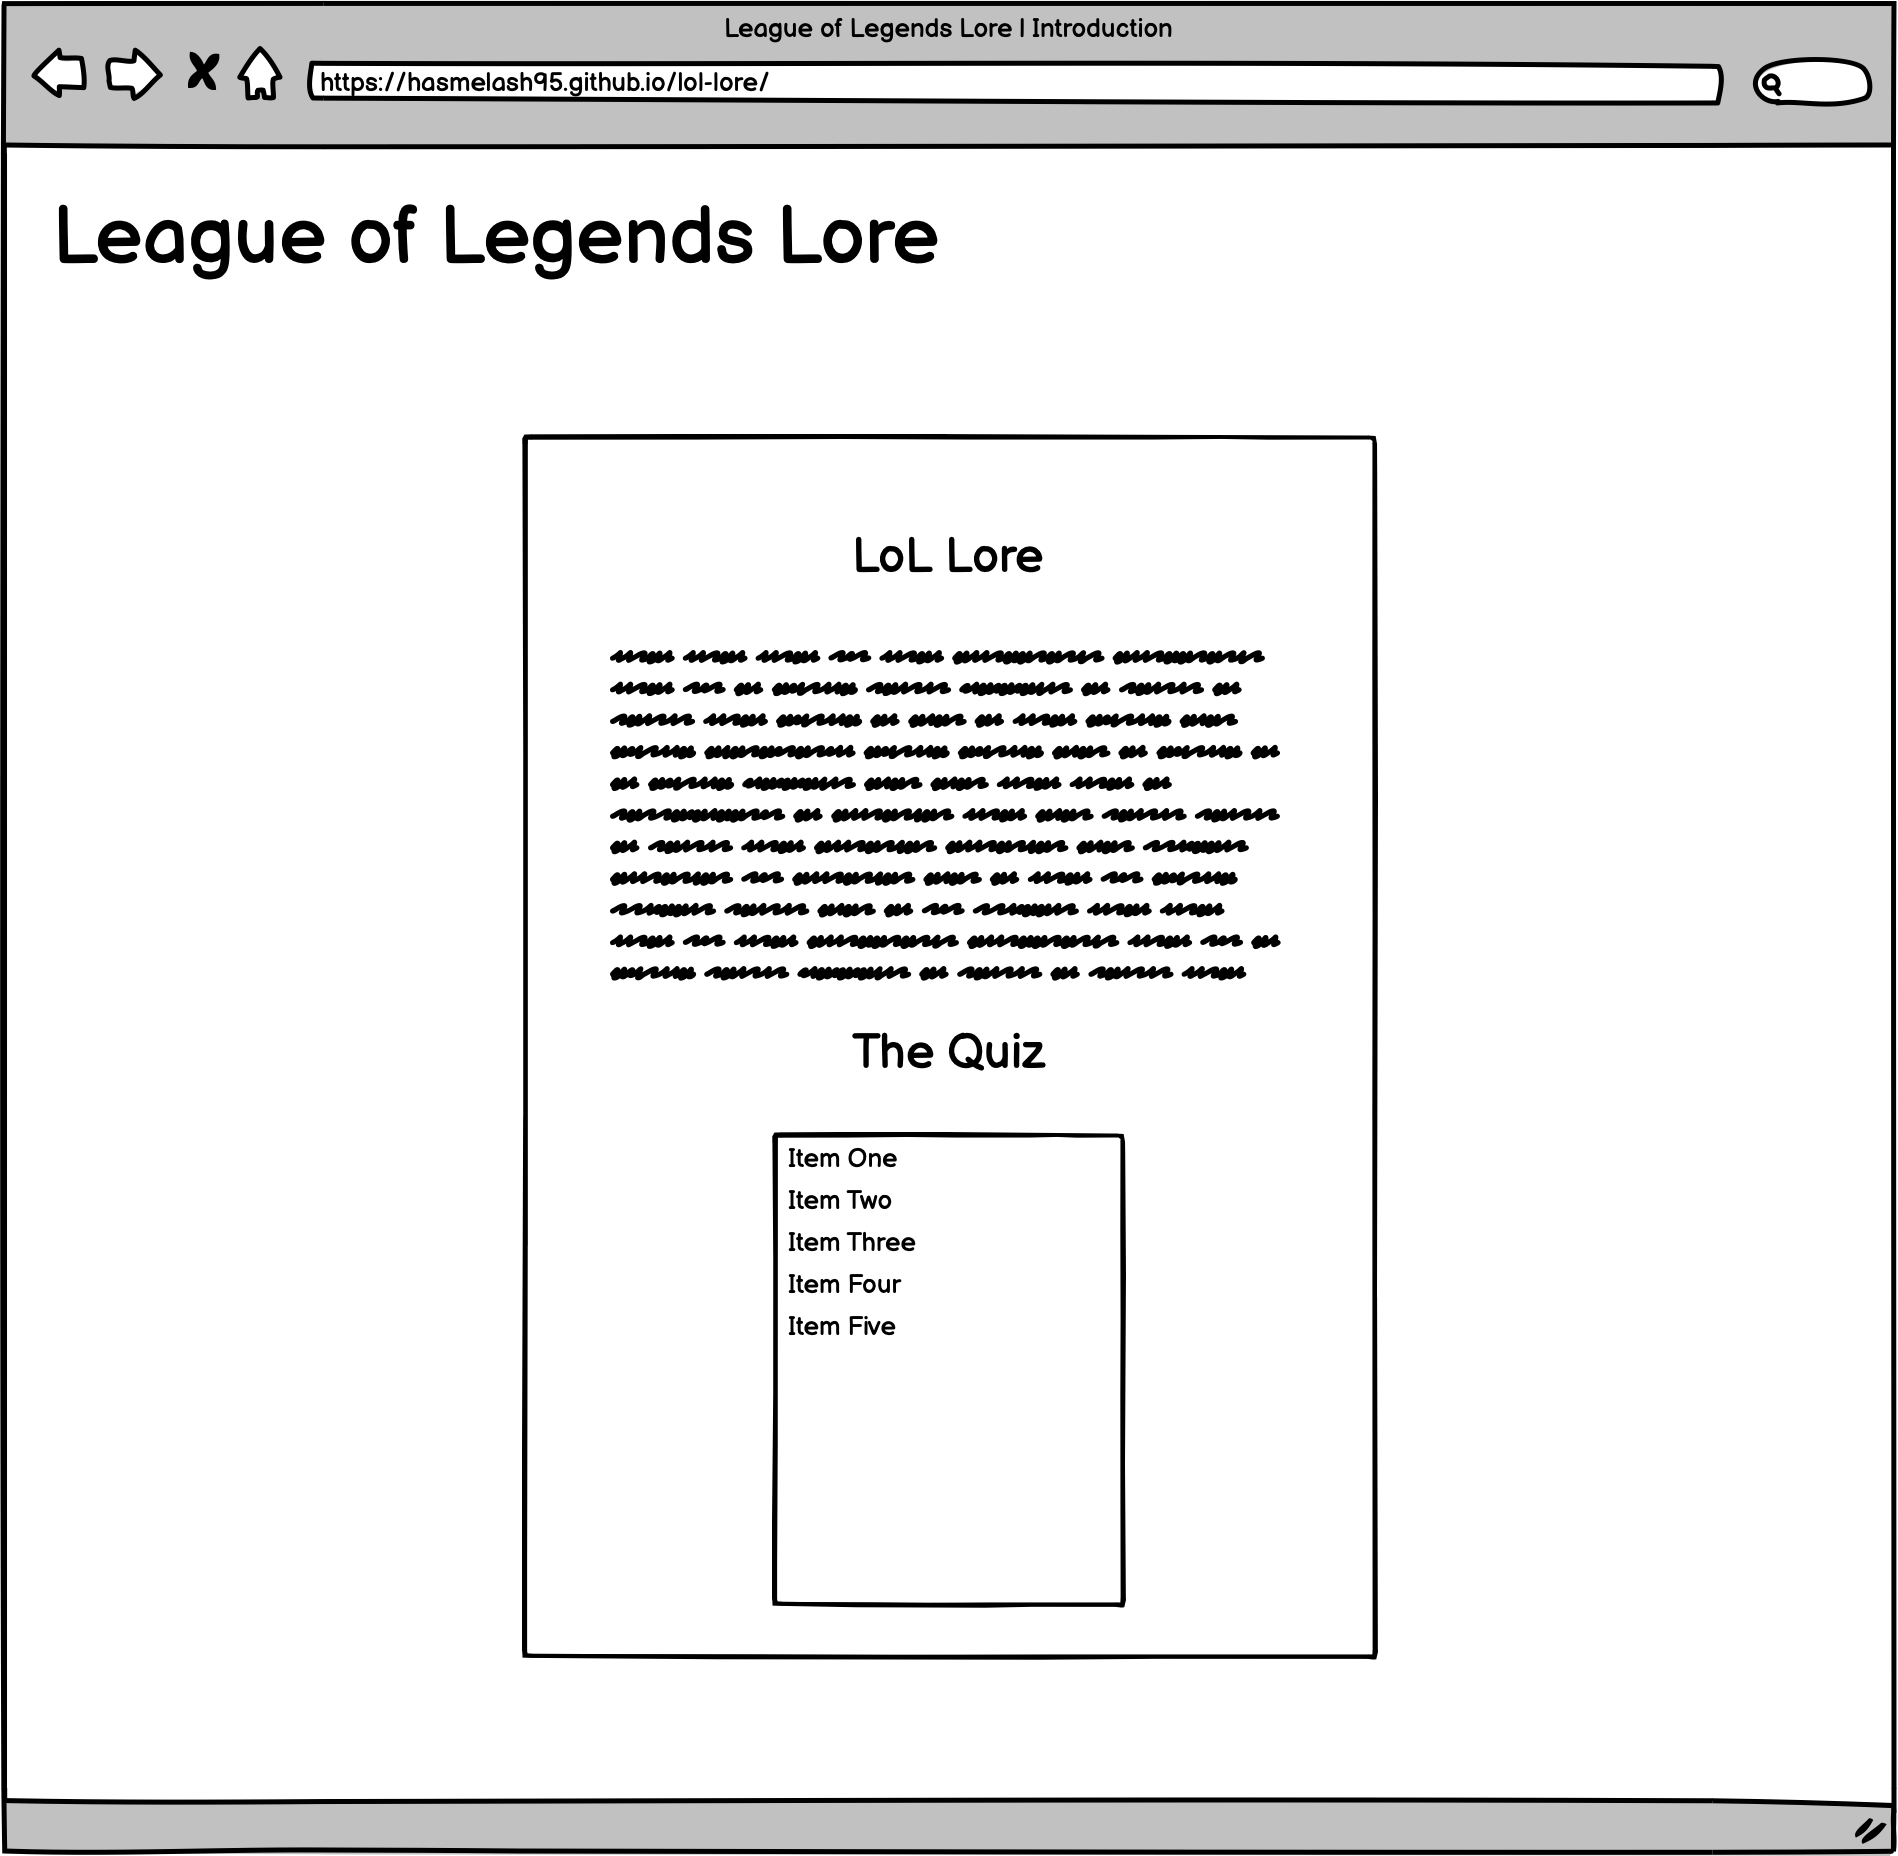 League of Legends Lore | Introduction
https://hasmelash95.github.io/lol-lore/
League of Legends Lore
LoL Lore
The Quiz
Item One
Item Two
Item Three
Item Four
Item Five